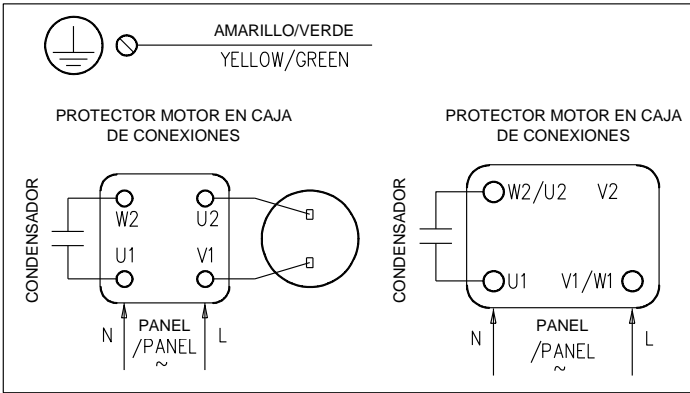 AMARILLO/VERDE
YELLOW/GREEN
PROTECTOR MOTOR EN CAJA
DE CONEXIONES
CONDENSADOR
W2
U2
U1
V1
N
PANEL
/PANEL
~
L
PROTECTOR MOTOR EN CAJA
DE CONEXIONES
CONDENSADOR
W2/U2
V2
U1
V1/W1
N
PANEL
/PANEL
~
L